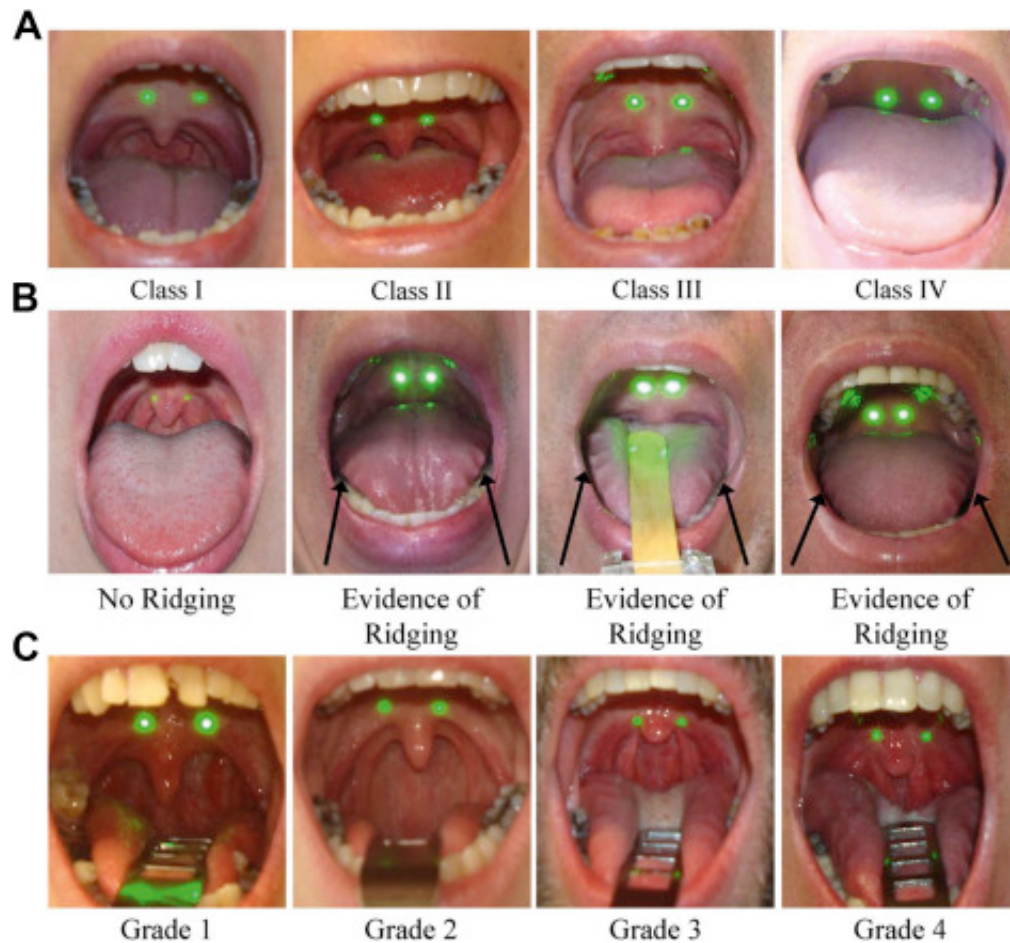 A
Class I
Class II
Class III
Class IV
B
No Ridging
Evidence of
Ridging
Evidence of
Ridging
Evidence of
Ridging
C
Grade 1
Grade 2
Grade 3
Grade 4